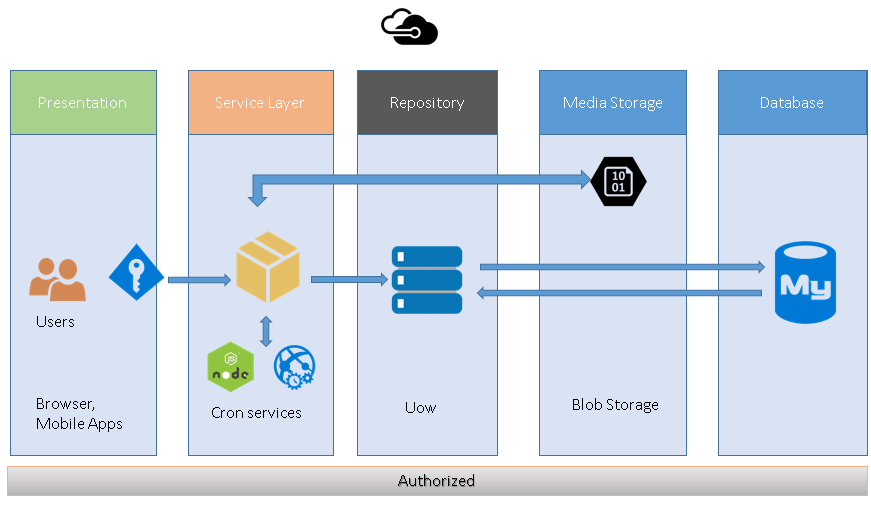 Presentation
Service Layer
Repository
Media Storage
Database
10
01
My
Users
JS
node
Browser,
Mobile Apps
Cron services
Uow
Blob Storage
Authorized